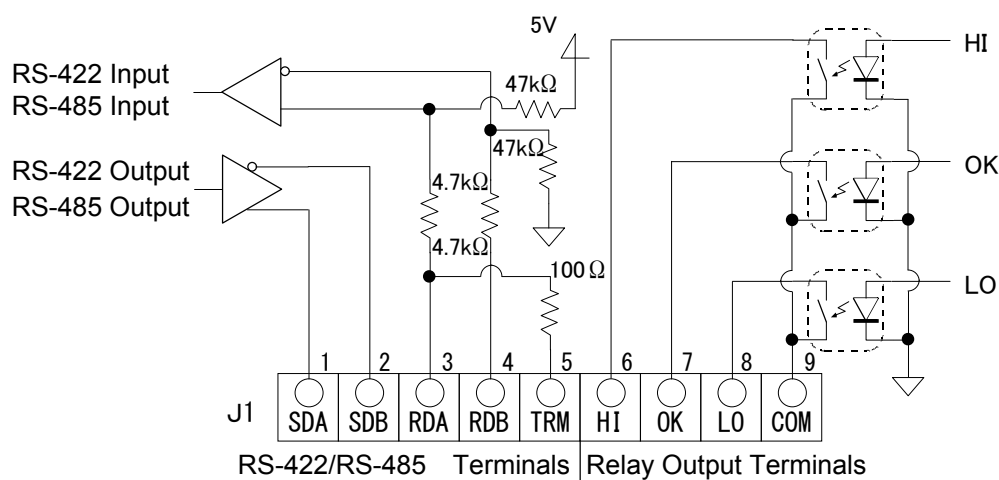 5V
HI
RS-422 Input
47kΩ
RS-485 Input
47kΩ
RS-422 Output
OK
4.7kΩ
RS-485 Output
4.7kΩ
100Ω
LO
1 2 3 4 5 6 7 8 9
J1 SDA SDB RDA RDB TRM HI OK LO COM
RS-422/RS-485 Terminals Relay Output Terminals